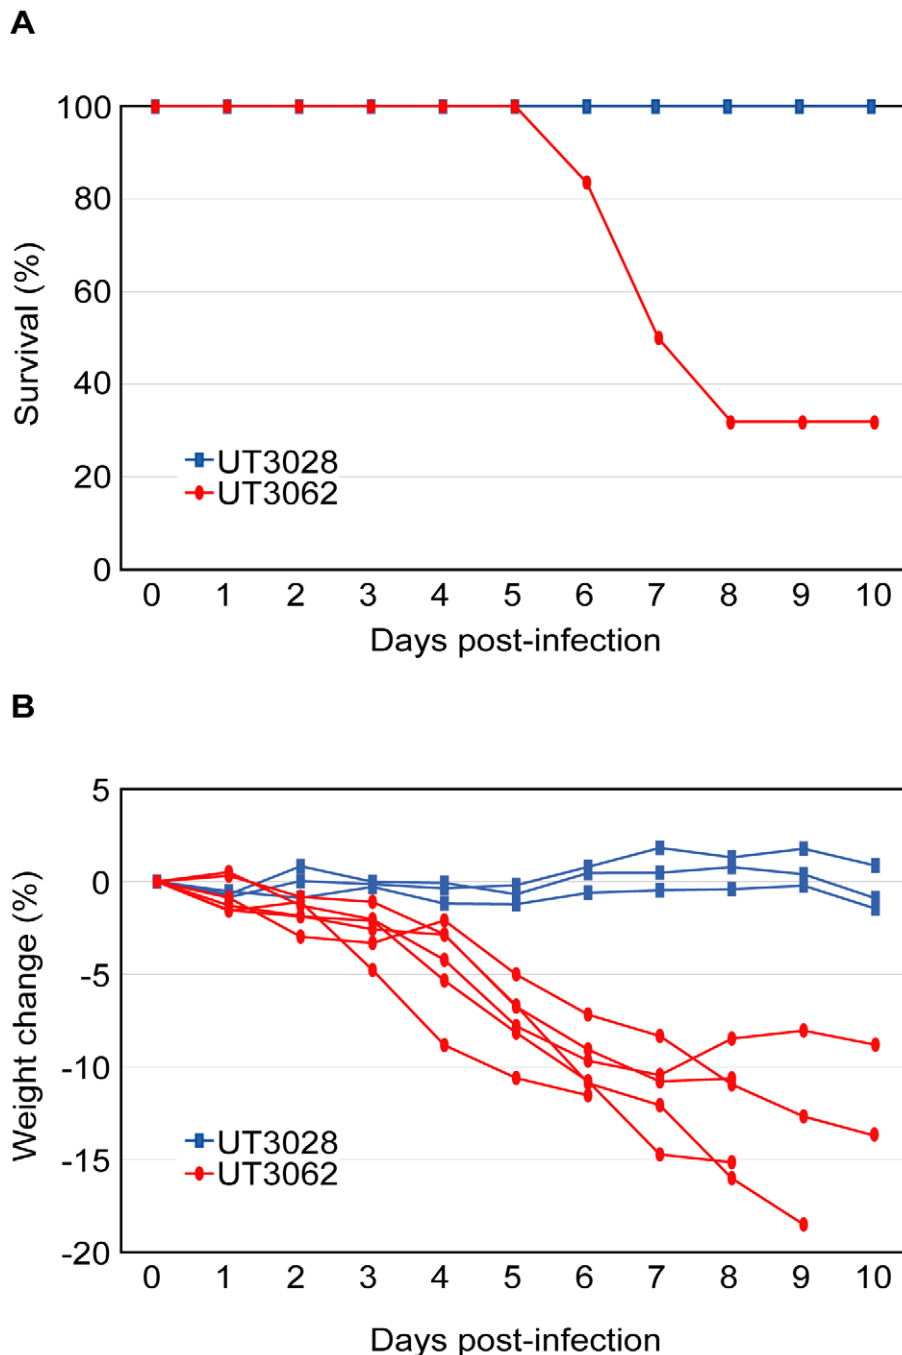 A
100
80
60
40
20
0
Survival (%)
UT3028
UT3062
0 1 2 3 4 5 6 7 8 9 10
Days post-infection
B
5
0
-5
-10
-15
-20
Weight change (%)
UT3028
UT3062
0 1 2 3 4 5 6 7 8 9 10
Days post-infection